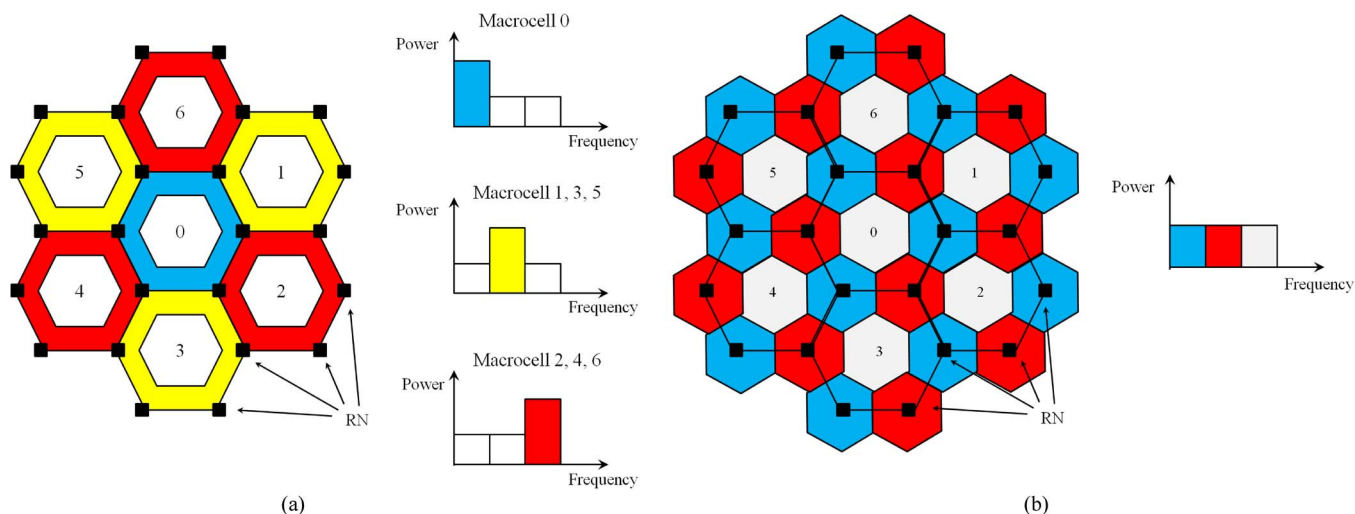 6
5
1
0
4
2
3
RN
(a)
Macrocell 0
Power
Frequency
Macrocell 1, 3, 5
Power
Frequency
Macrocell 2, 4, 6
Power
Frequency
6
5
1
0
4
2
3
RN
(b)
Power
Frequency